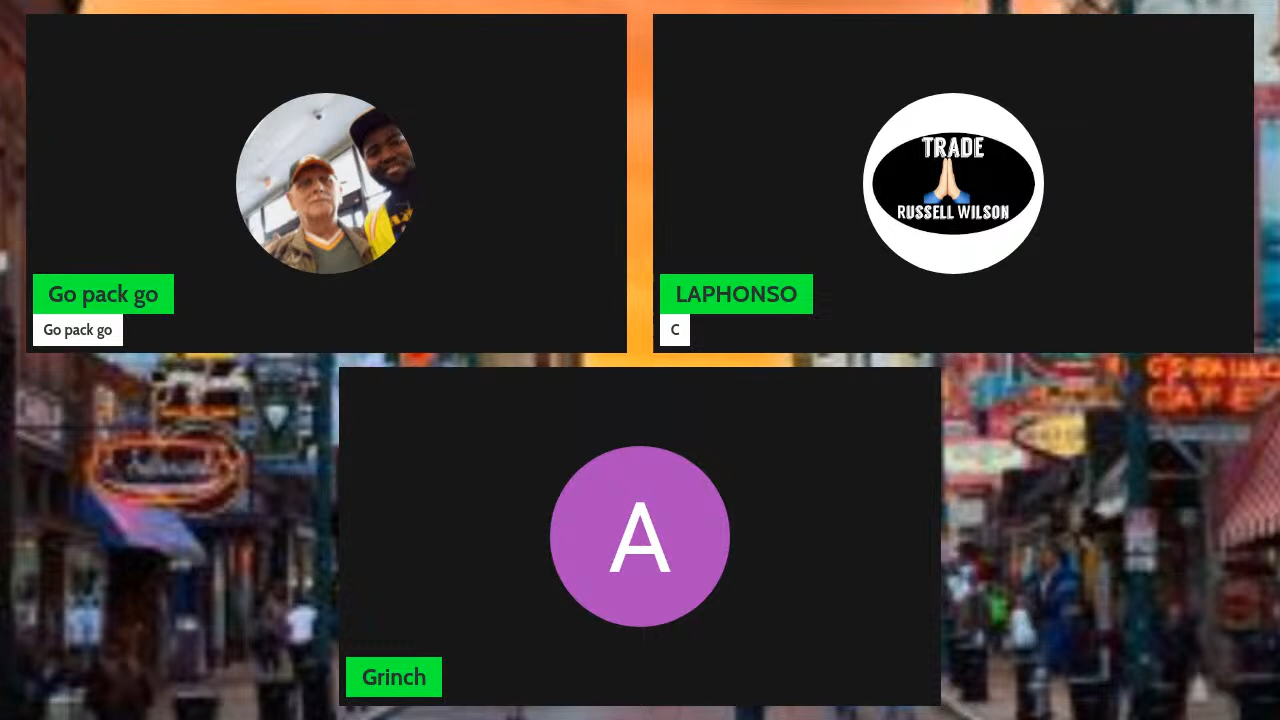 TRADE
RUSSELL WILSON
Go pack go
Go pack go
LAPHONSO
C
A
Grinch